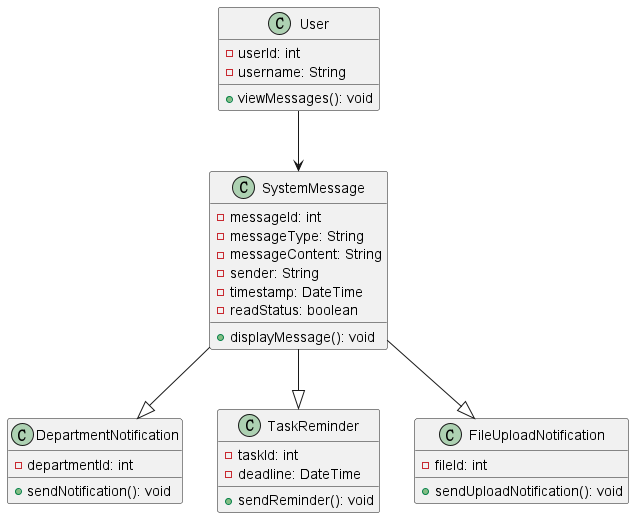 C User
userId: int
username: String
viewMessages(): void
C SystemMessage
messageId: int
messageType: String
messageContent: String
sender: String
timestamp: DateTime
readStatus: boolean
displayMessage(): void
C DepartmentNotification
departmentId: int
sendNotification(): void
C TaskReminder
taskId: int
deadline: DateTime
sendReminder(): void
C FileUploadNotification
fileId: int
sendUploadNotification(): void